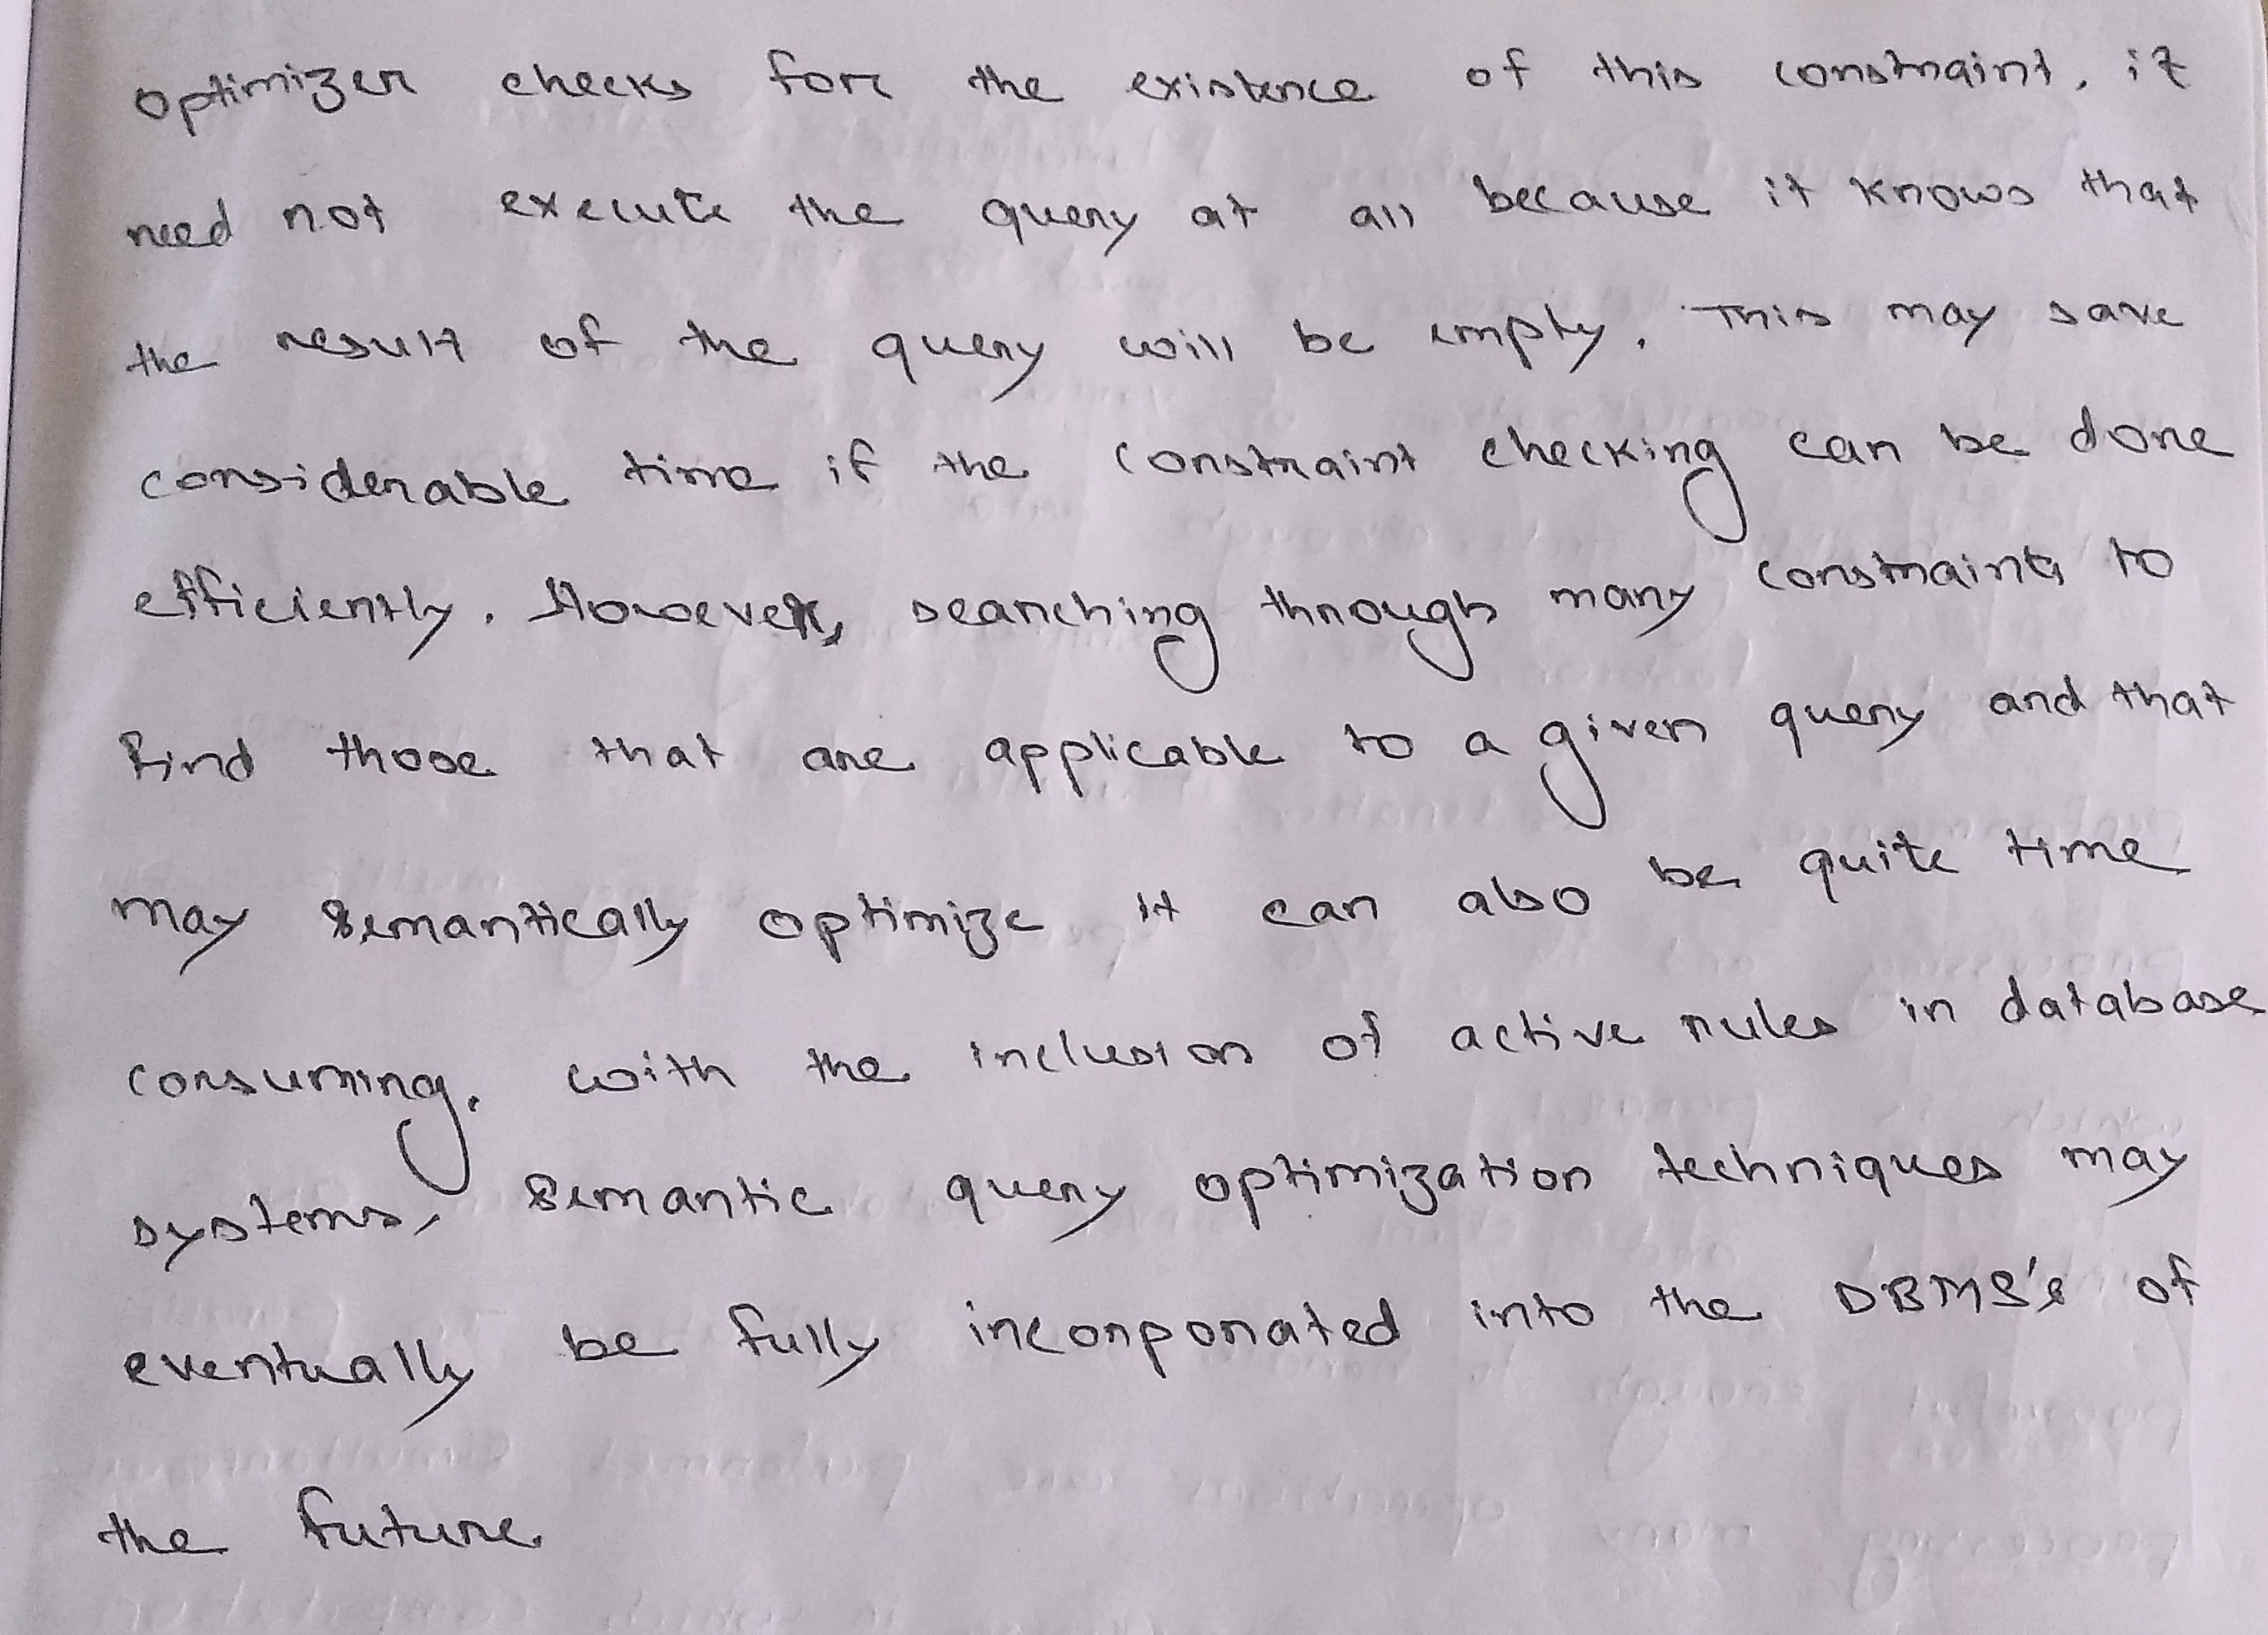 optimizer checks for the existence of this constraint, it
need not execute the query at all because it knows that
the result of the query will be empty. This may save
considerable time if the constraint checking can be done
efficiently. However, searching through many constraints to
find those that are applicable to a given query and that
may semantically optimize it can also be quite time
consuming. with the inclusion of active rules in database
systems, semantic query optimization techniques may
eventually be fully incorporated into the DBMS's of
the future